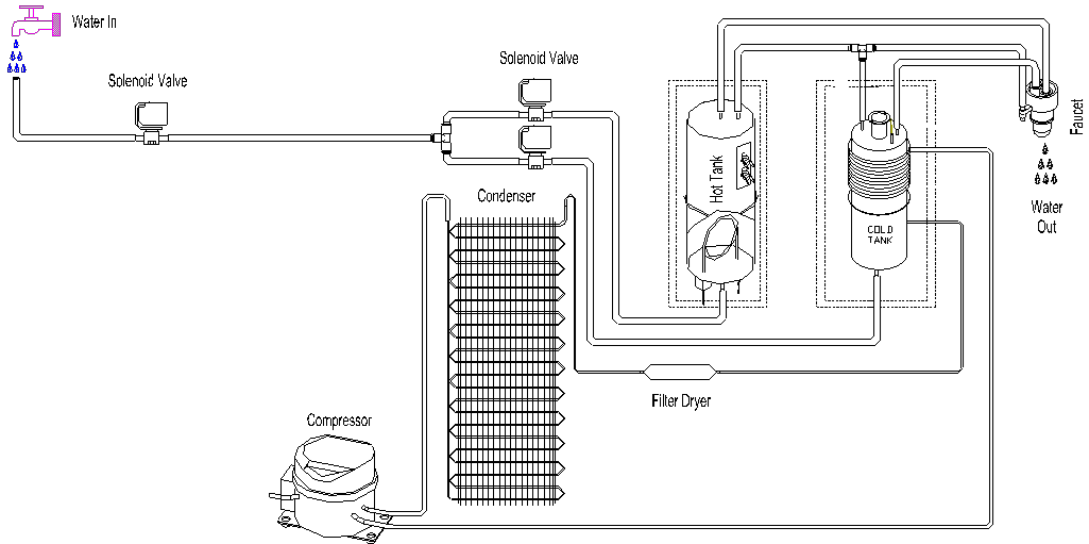 Water In
Solenoid Valve
Solenoid Valve
Hot Tank
Faucet
Condenser
Water
Out
COLD
TANK
Filter Dryer
Compressor